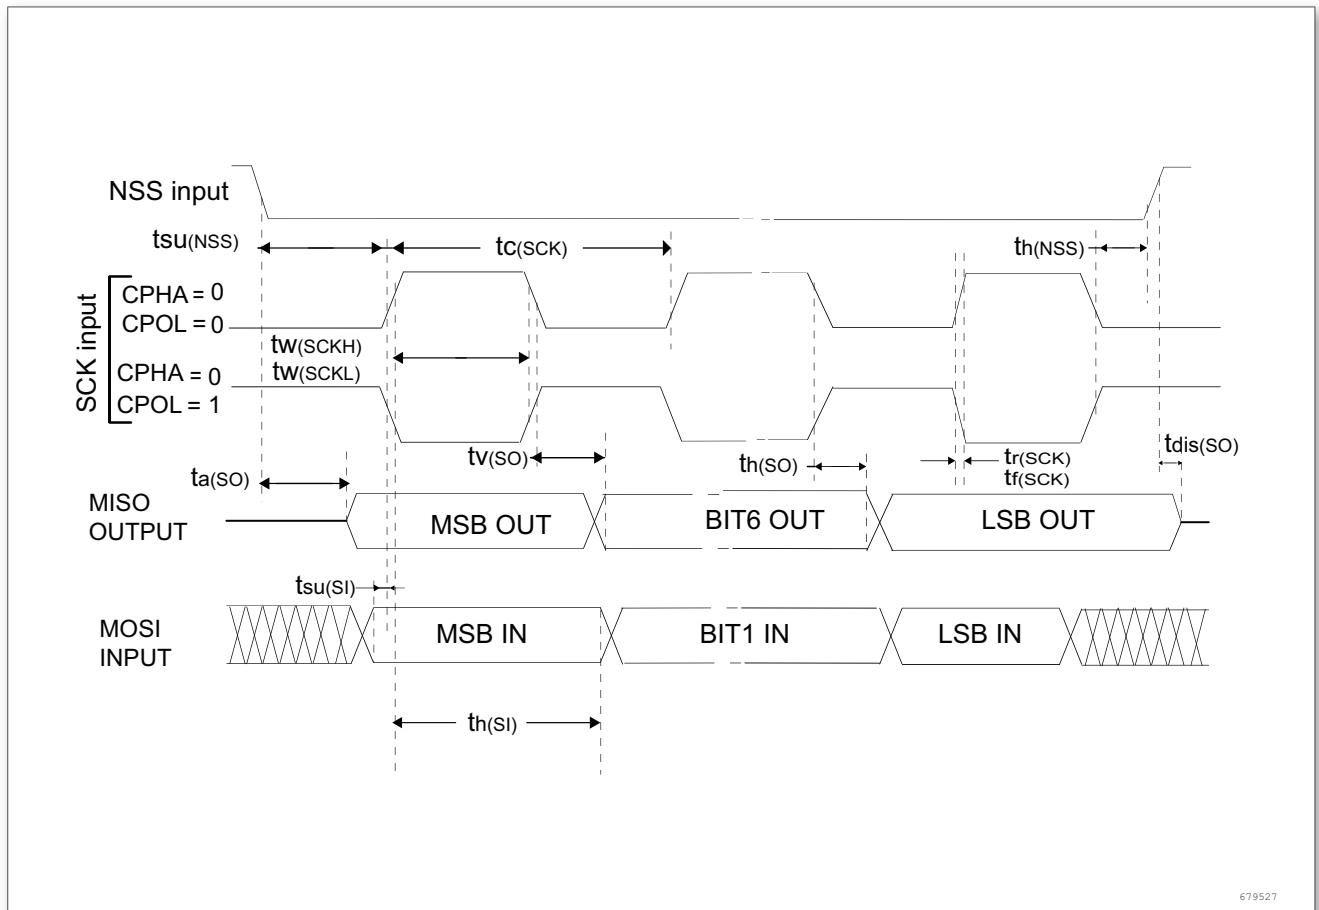 NSS input
tsu(NSS)
tc(SCK)
th(NSS)
SCK input
CPHA = 0
CPOL = 0
tw(SCKH)
tw(SCKL)
CPHA = 0
CPOL = 1
tv(SO)
th(SO)
tr(SCK)
tf(SCK)
tdis(SO)
ta(SO)
MISO
OUTPUT
MSB OUT
BIT6 OUT
LSB OUT
tsu(SI)
MOSI
INPUT
MSB IN
BIT1 IN
LSB IN
th(SI)
679527